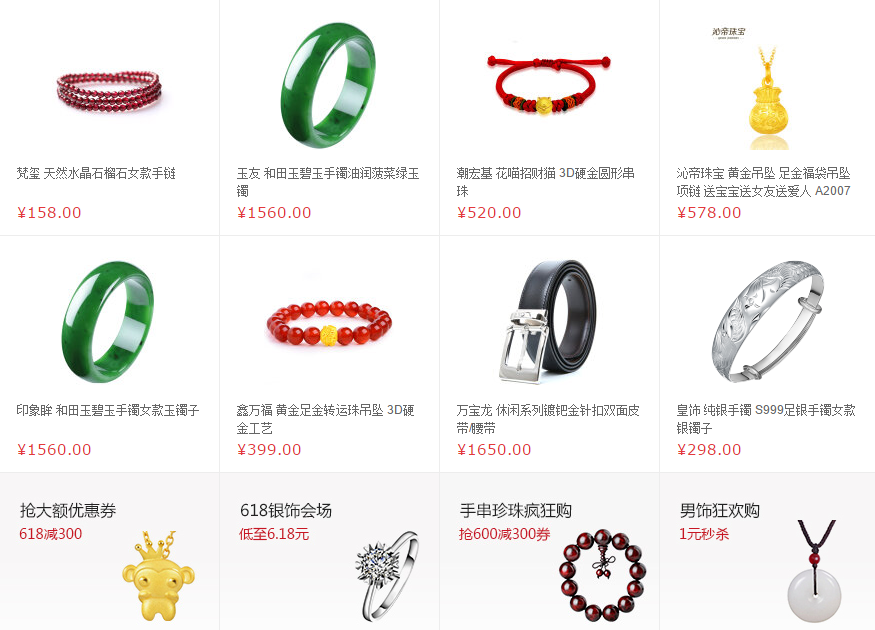 沁帝珠宝
梵玺 天然水晶石榴石女款手链
¥158.00
玉友 和田玉碧玉手镯油润菠菜绿玉
镯
¥1560.00
潮宏基 花喵招财猫 3D硬金圆形串
珠
¥520.00
沁帝珠宝 黄金吊坠 足金福袋吊坠
项链 送宝宝送女友送爱人 A2007
¥578.00
印象眸 和田玉碧玉手镯女款玉镯子
¥1560.00
鑫万福 黄金足金转运珠吊坠 3D硬
金工艺
¥399.00
万宝龙 休闲系列镀钯金针扣双面皮
带/腰带
¥1650.00
皇饰 纯银手镯 S999足银手镯女款
银镯子
¥298.00
抢大额优惠券
618减300
618银饰会场
低至6.18元
手串珍珠疯狂购
抢600减300券
男饰狂欢购
1元秒杀